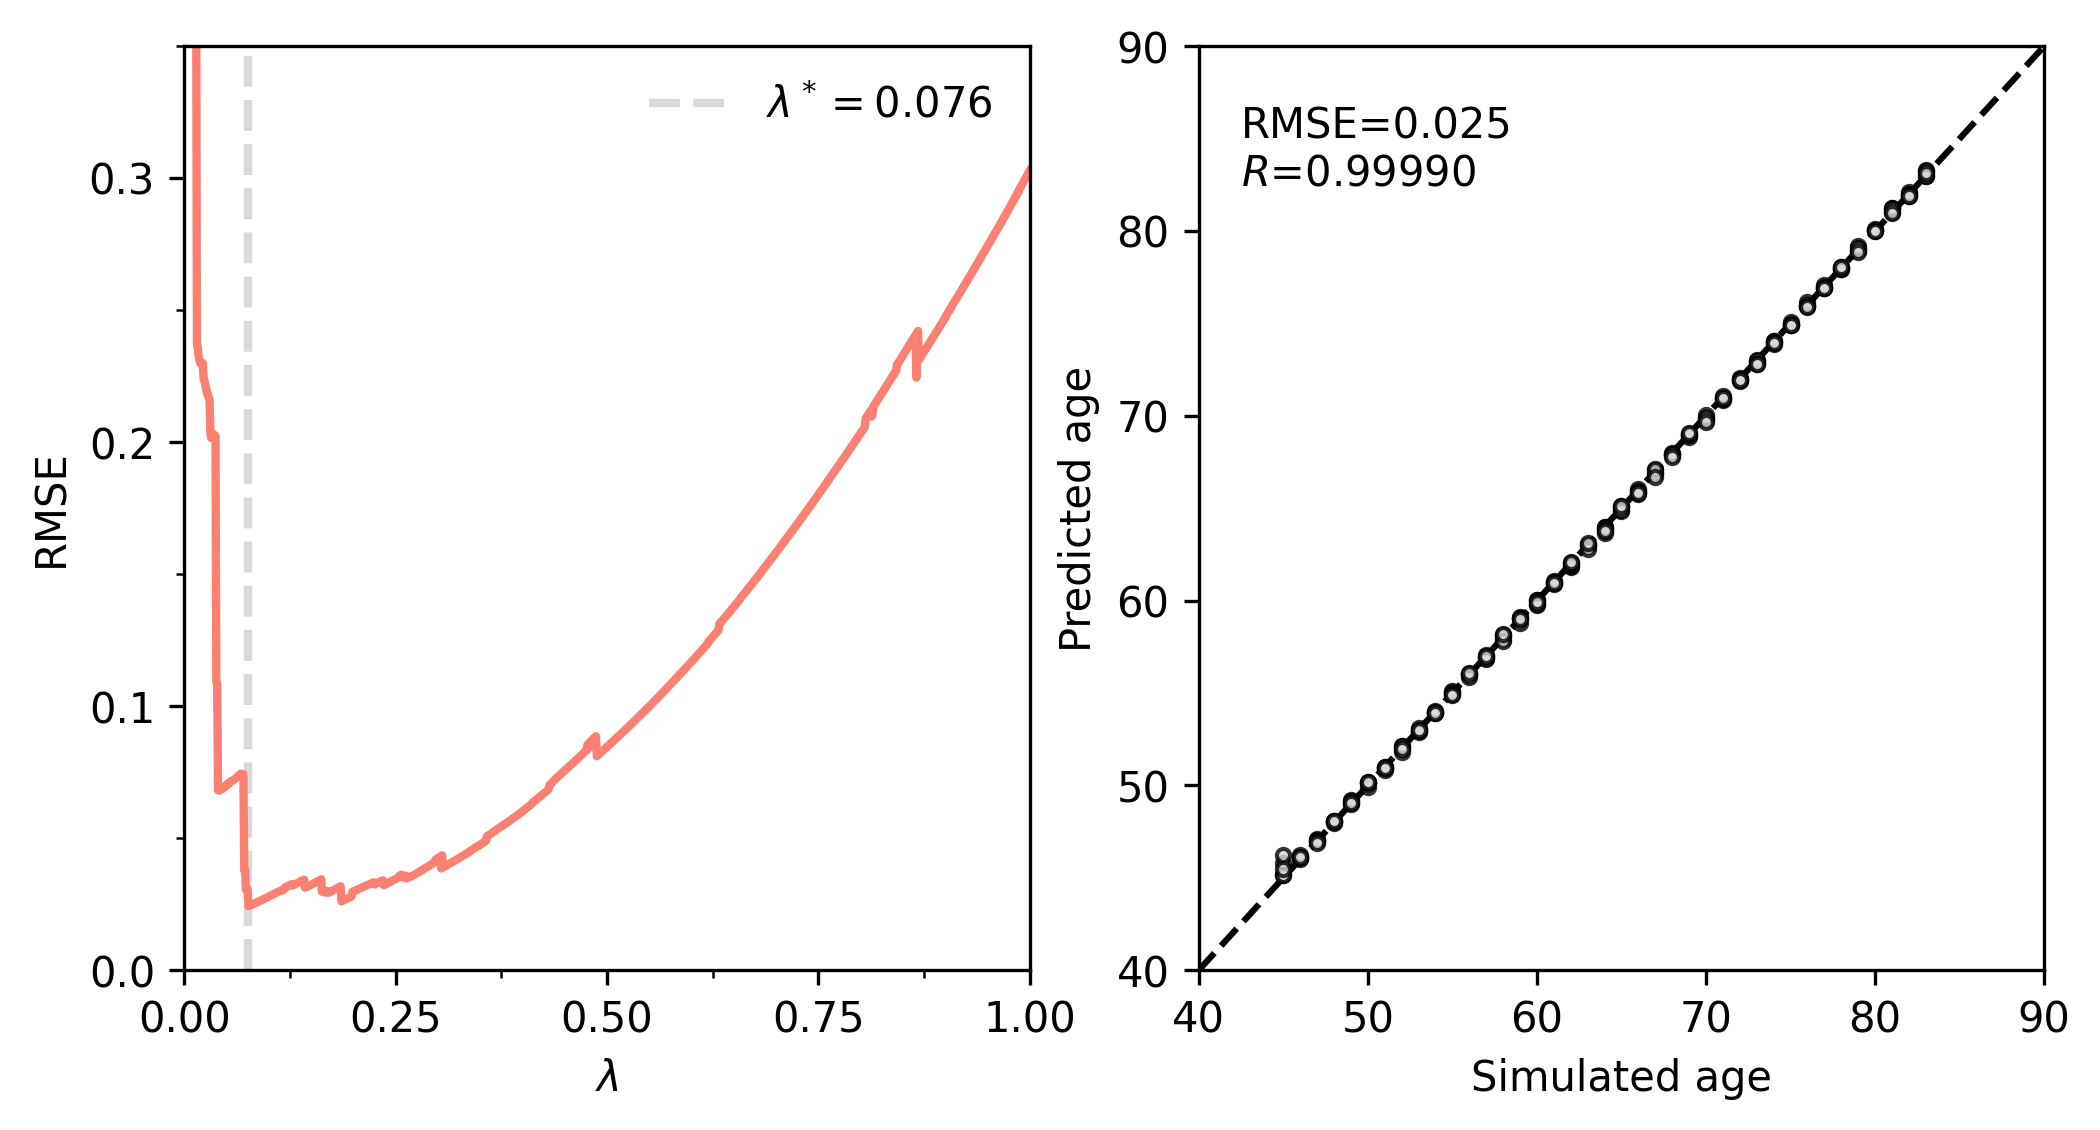 RMSE
0.3
0.2
0.1
0.0
0.00 0.25 0.50 0.75 1.00
λ
λ* = 0.076
Predicted age
90
80
70
60
50
40
40 50 60 70 80 90
Simulated age
RMSE=0.025
R=0.99990